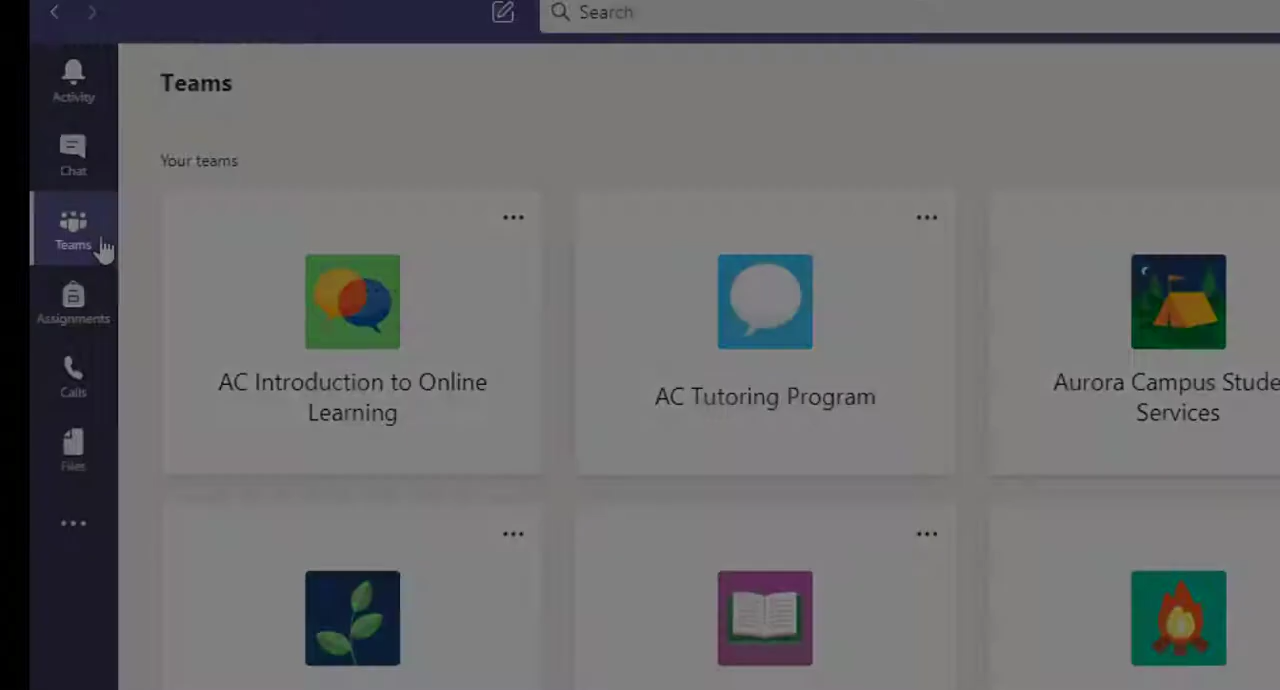 Search
Activity
Chat
Teams
Assignments
Calls
Files
Teams
Your teams
AC Introduction to Online
Learning
AC Tutoring Program
Aurora Campus Stude
Services